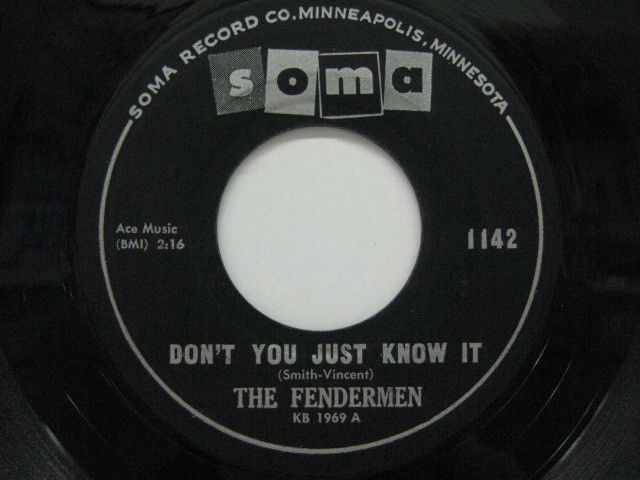 SOMA RECORD CO. MINNEAPOLIS, MINNESOTA
soma
Ace Music
(BMI) 2:16
1142
DON'T YOU JUST KNOW IT
(Smith-Vincent)
THE FENDERMEN
KB 1969 A